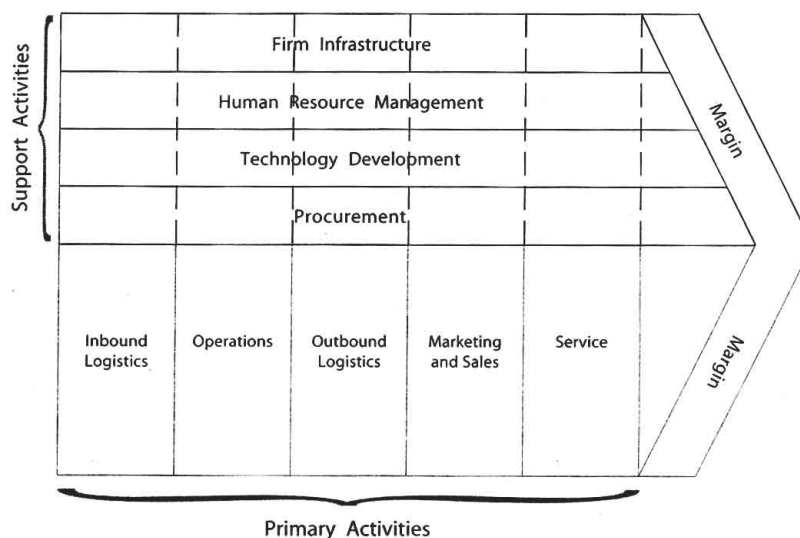 Support Activities
Firm Infrastructure
Human Resource Management
Technology Development
Procurement
Margin
Inbound
Logistics
Operations
Outbound
Logistics
Marketing
and Sales
Service
Margin
Primary Activities